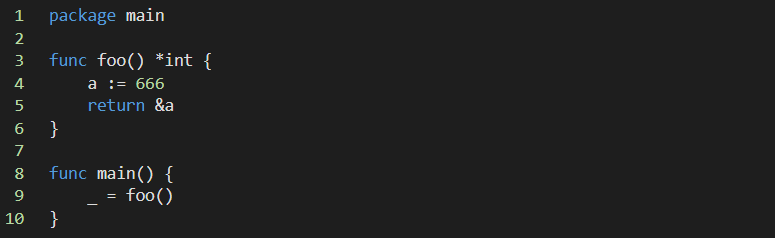 1 package main
2
3 func foo() *int {
4     a := 666
5     return &a
6 }
7
8 func main() {
9     _ = foo()
10 }